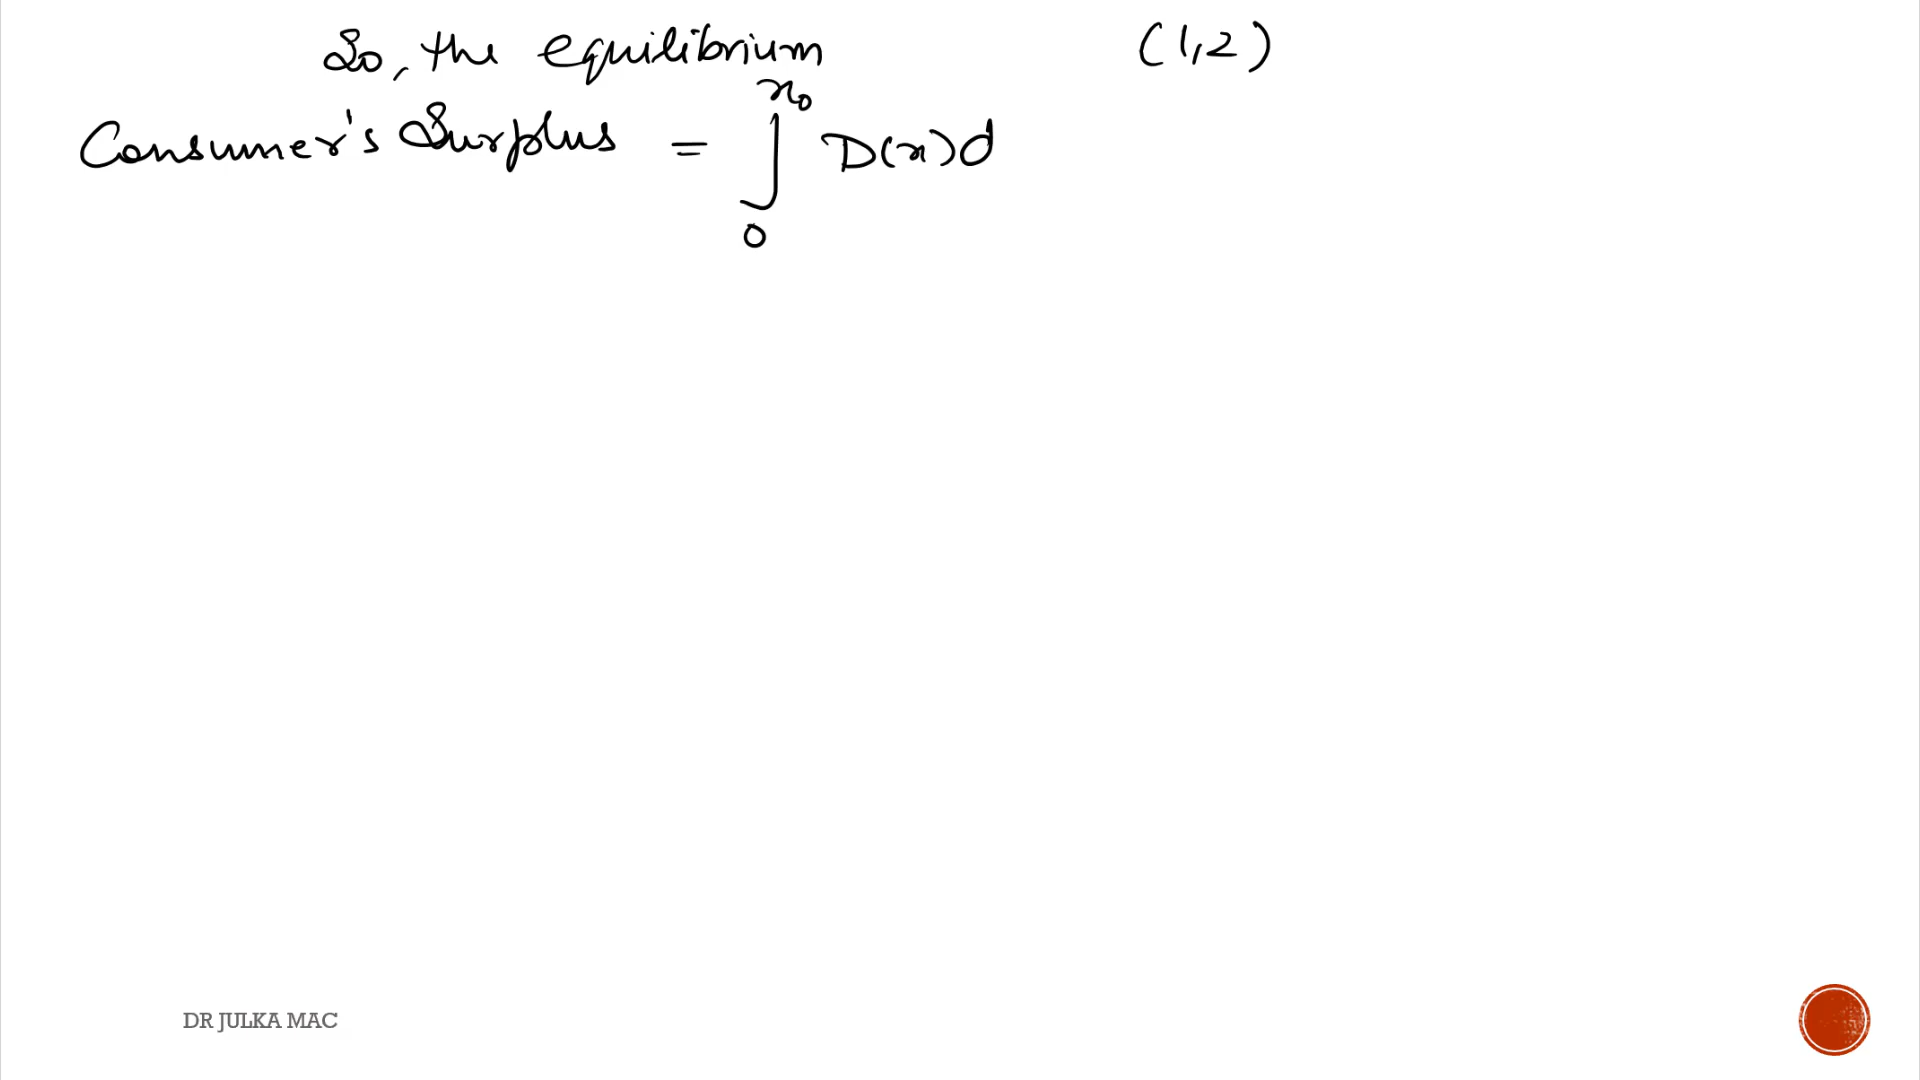 So, the equilibrium (1,2)
Consumer's Surplus = ∫₀^{x₀} D(x)d
DR JULKA MAC